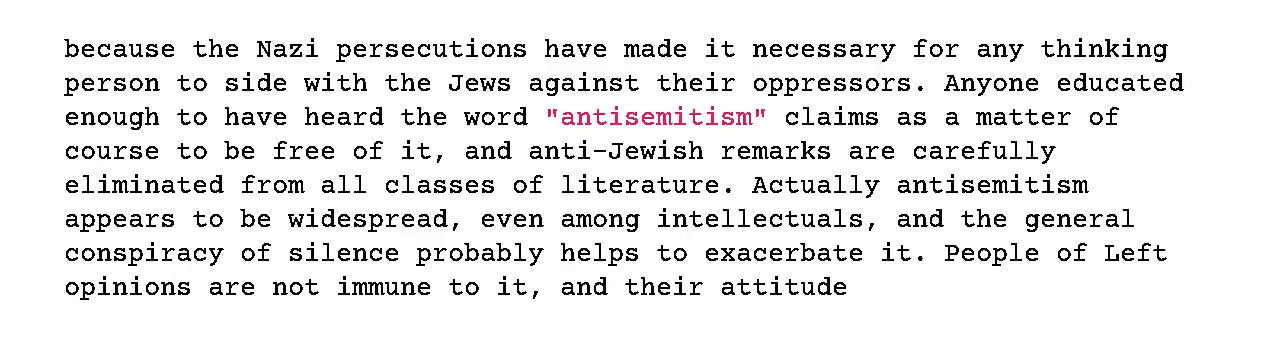 because the Nazi persecutions have made it necessary for any thinking
person to side with the Jews against their oppressors. Anyone educated
enough to have heard the word "antisemitism" claims as a matter of
course to be free of it, and anti-Jewish remarks are carefully
eliminated from all classes of literature. Actually antisemitism
appears to be widespread, even among intellectuals, and the general
conspiracy of silence probably helps to exacerbate it. People of Left
opinions are not immune to it, and their attitude